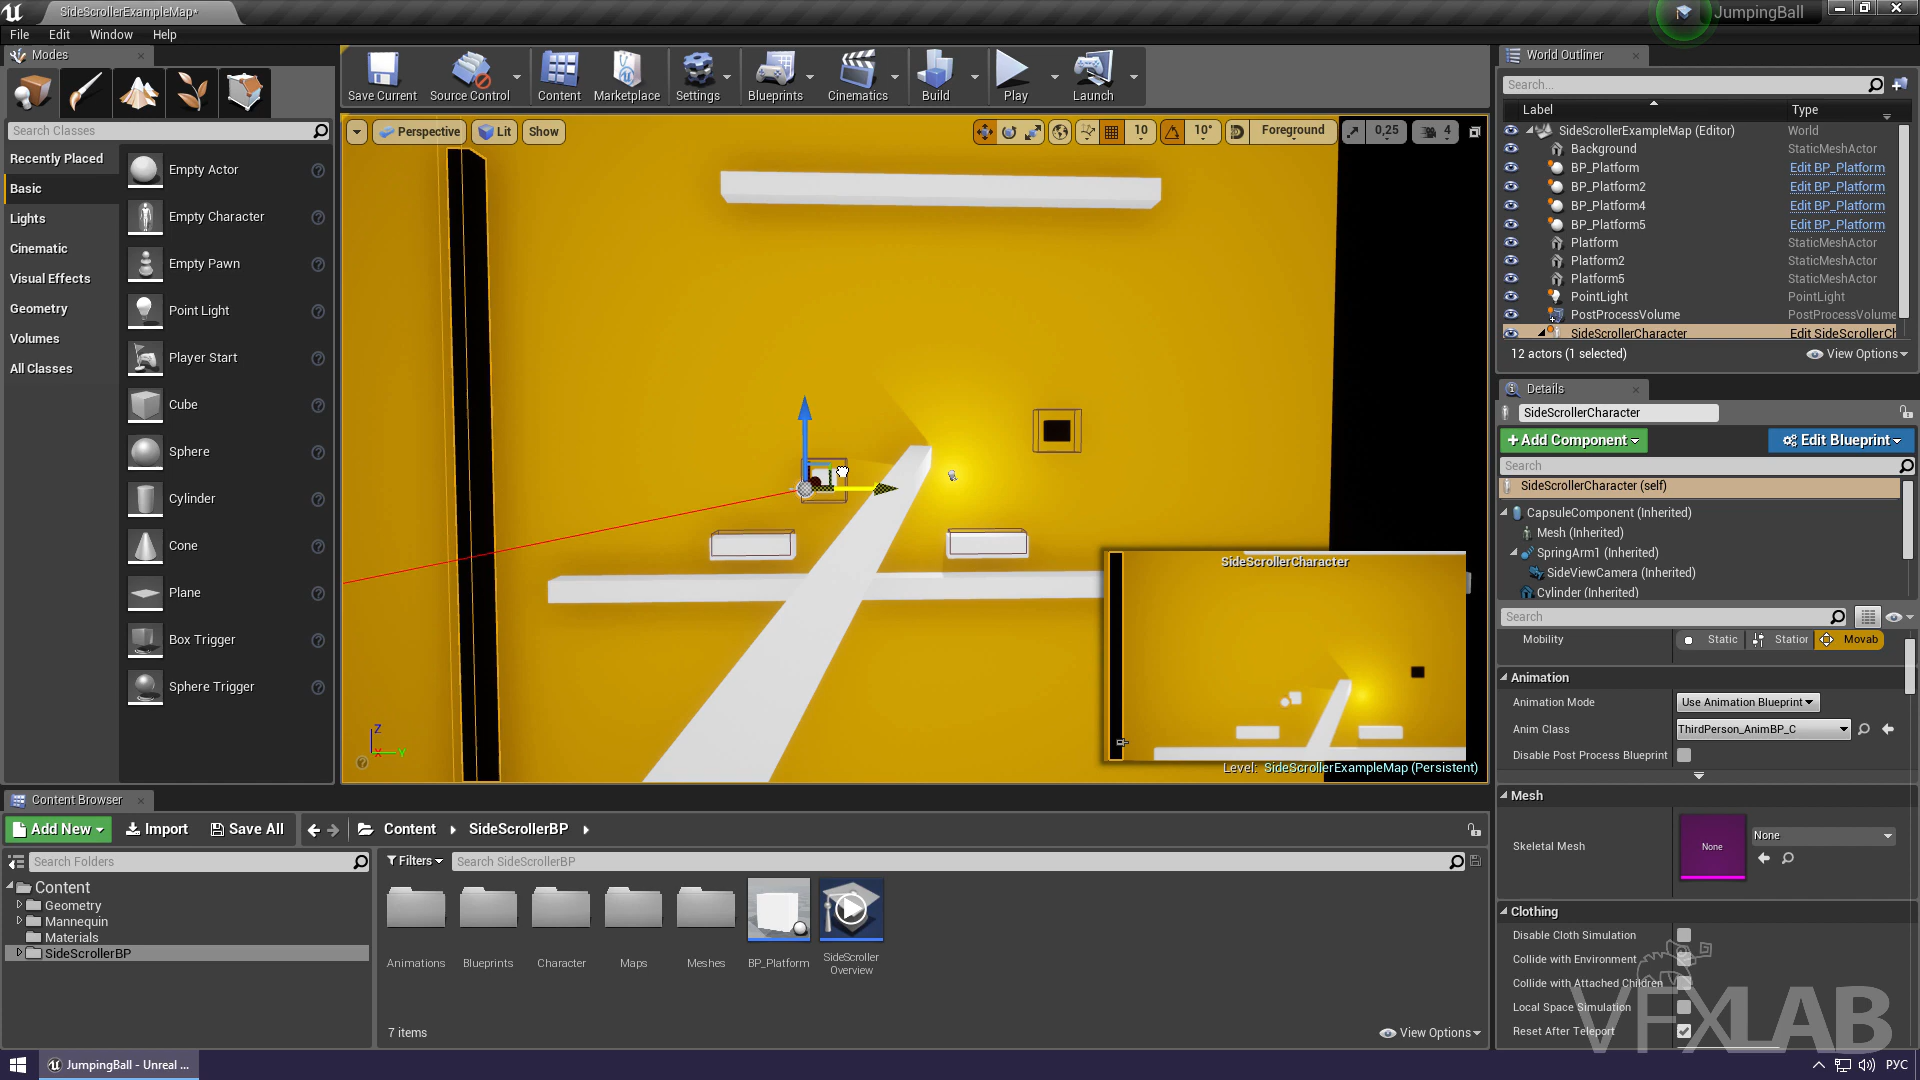 SideScrollerExampleMap*
JumpingBall
File Edit Window Help
Modes
Search Classes
Recently Placed
Basic
Lights
Cinematic
Visual Effects
Geometry
Volumes
All Classes
Empty Actor
Empty Character
Empty Pawn
Point Light
Player Start
Cube
Sphere
Cylinder
Cone
Plane
Box Trigger
Sphere Trigger
Save Current Source Control Content Marketplace Settings Blueprints Cinematics Build Play Launch
Perspective Lit Show
10 10° Foreground 0,25 4
SideScrollerCharacter
Z
X Y
Level: SideScrollerExampleMap (Persistent)
World Outliner
Search...
Label Type
SideScrollerExampleMap (Editor) World
Background StaticMeshActor
BP_Platform Edit BP_Platform
BP_Platform2 Edit BP_Platform
BP_Platform4 Edit BP_Platform
BP_Platform5 Edit BP_Platform
Platform StaticMeshActor
Platform2 StaticMeshActor
Platform5 StaticMeshActor
PointLight PointLight
PostProcessVolume PostProcessVolume
SideScrollerCharacter Edit SideScrollerCh
12 actors (1 selected) View Options
Details
SideScrollerCharacter
+Add Component Edit Blueprint
Search
SideScrollerCharacter (self)
CapsuleComponent (Inherited)
Mesh (Inherited)
SpringArm1 (Inherited)
SideViewCamera (Inherited)
Cylinder (Inherited)
Search
Mobility Static Station Movab
Animation
Animation Mode Use Animation Blueprint
Anim Class ThirdPerson_AnimBP_C
Disable Post Process Blueprint
Mesh
Skeletal Mesh None None
Clothing
Disable Cloth Simulation
Collide with Environment
Collide with Attached Children
Local Space Simulation
Reset After Teleport
VFXLAB
Content Browser
Add New Import Save All Content SideScrollerBP
Search Folders
Filters Search SideScrollerBP
Content
Geometry
Mannequin
Materials
SideScrollerBP
Animations Blueprints Character Maps Meshes BP_Platform SideScroller
Overview
7 items View Options
JumpingBall - Unreal ...
РУС